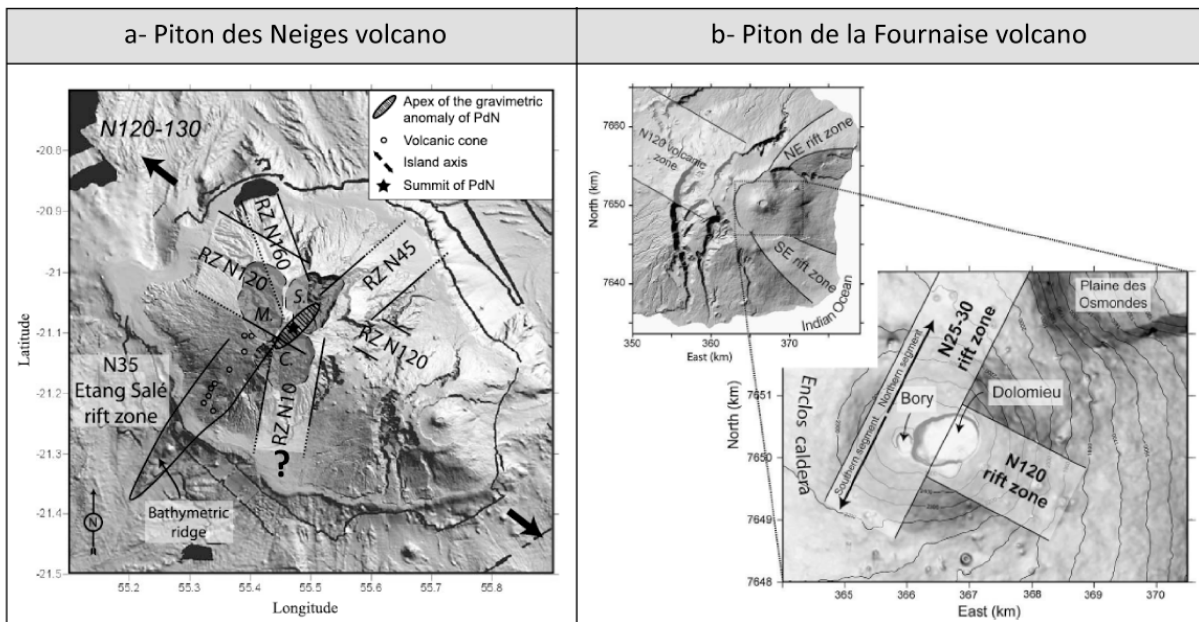 a- Piton des Neiges volcano
b- Piton de la Fournaise volcano
N120-130
Apex of the gravimetric
anomaly of PdN
Volcanic cone
Island axis
Summit of PdN
RZ N160
RZ N45
RZ N120
S.
M.
C.
RZ N120
N35
Etang Salé
rift zone
RZ N10
?
Bathymetric
ridge
N
-20.8
-20.9
-21
-21.1
-21.2
-21.3
-21.4
-21.5
Latitude
55.2
55.3
55.4
55.5
55.6
55.7
55.8
Longitude
7660
7650
7640
North (km)
N120 volcanic
zone
NE rift zone
SE rift zone
Indian Ocean
350
360
370
East (km)
Plaine des
Osmondes
N25-30
rift zone
Northern segment
Southern segment
Bory
Dolomieu
N120
rift zone
Enclos caldera
7651
7650
7649
7648
North (km)
365
366
367
368
369
370
East (km)